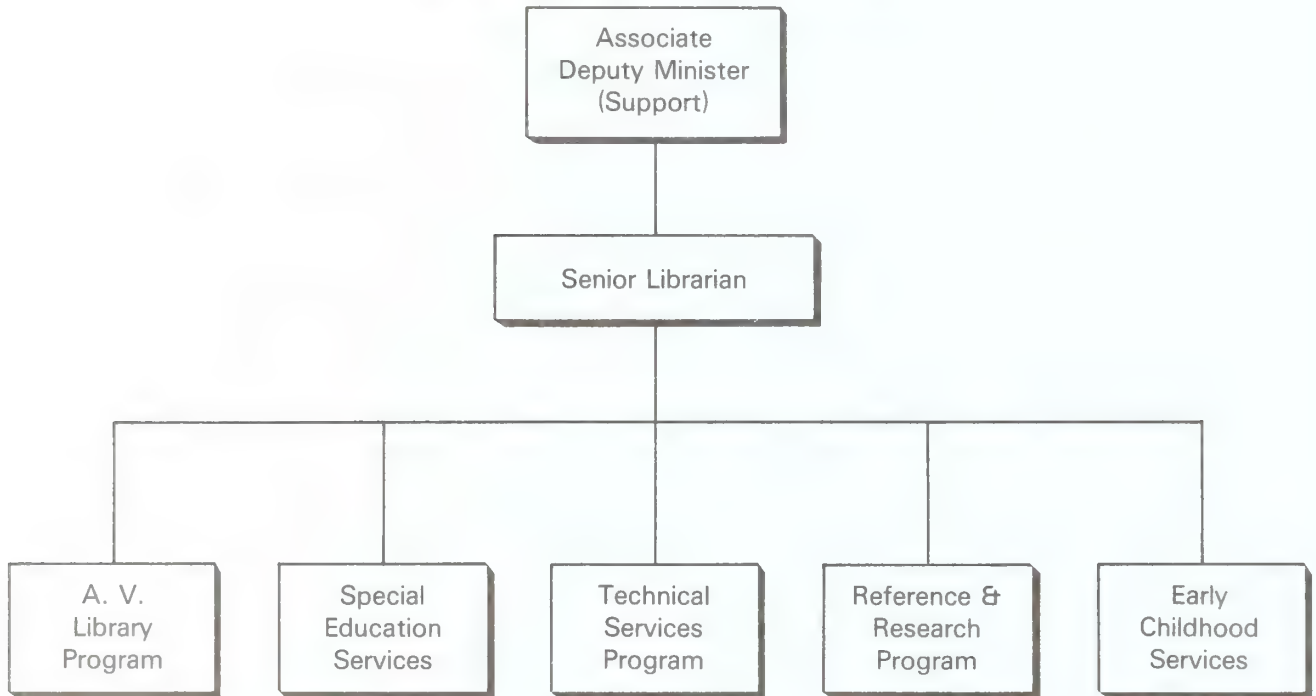 Associate
Deputy Minister
(Support)
Senior Librarian
A. V.
Library
Program
Special
Education
Services
Technical
Services
Program
Reference &
Research
Program
Early
Childhood
Services